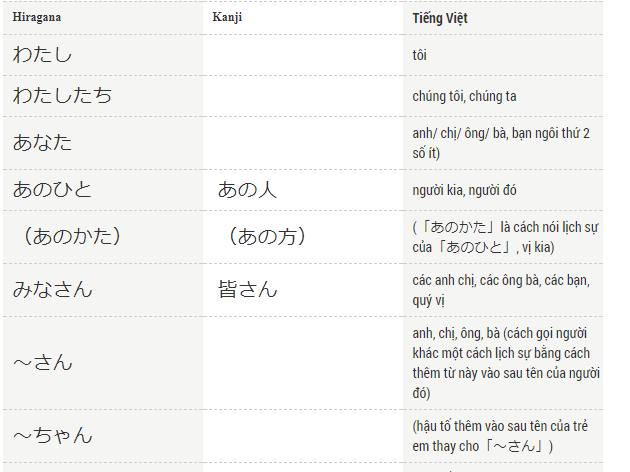 Hiragana Kanji Tiếng Việt
わたし tôi
わたしたち chúng tôi, chúng ta
あなた anh/ chị/ ông/ bà, bạn ngôi thứ 2
số ít)
あのひと あの人 người kia, người đó
（あのかた） （あの方） (「あのかた」là cách nói lịch sự
của「あのひと」, vị kia)
みなさん 皆さん các anh chị, các ông bà, các bạn,
quý vị
～さん anh, chị, ông, bà (cách gọi người
khác một cách lịch sự bằng cách
thêm từ này vào sau tên của người
đó)
～ちゃん (hậu tố thêm vào sau tên của trẻ
em thay cho「～さん」)